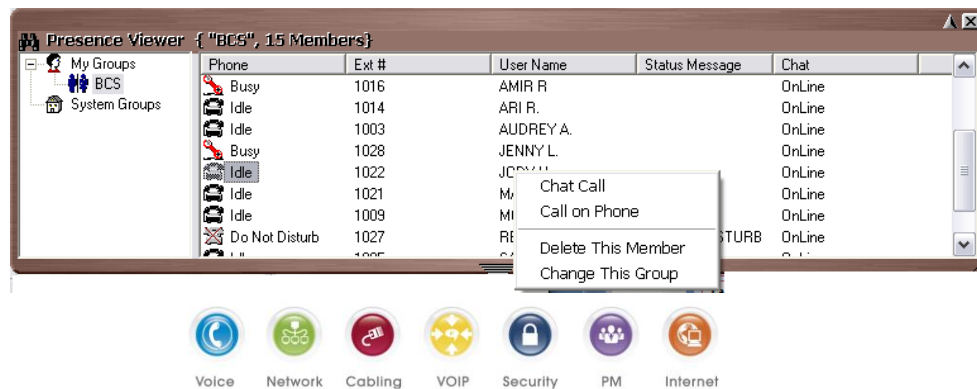 Presence Viewer { "BCS", 15 Members}
My Groups
BCS
System Groups
Phone Ext # User Name Status Message Chat
Busy 1016 AMIR R OnLine
Idle 1014 ARI R. OnLine
Idle 1003 AUDREY A. OnLine
Busy 1028 JENNY L. OnLine
Idle 1022 OnLine
Idle 1021 OnLine
Idle 1009 OnLine
Do Not Disturb 1027 OnLine
Chat Call
Call on Phone
Delete This Member
Change This Group
Voice Network Cabling VOIP Security PM Internet